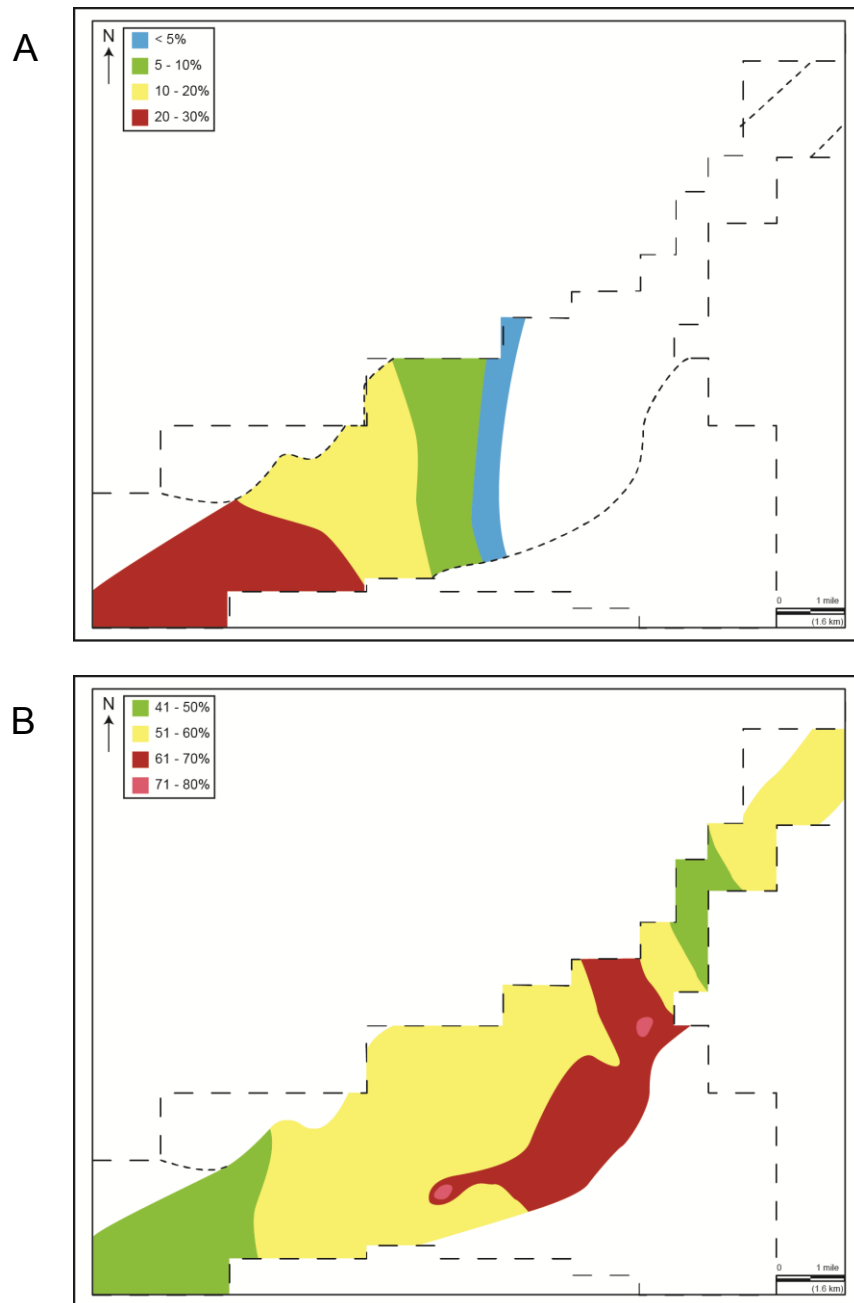 A
N
< 5%
5 - 10%
10 - 20%
20 - 30%
0 1 mile
(1.6 km)
B
N
41 - 50%
51 - 60%
61 - 70%
71 - 80%
0 1 mile
(1.6 km)